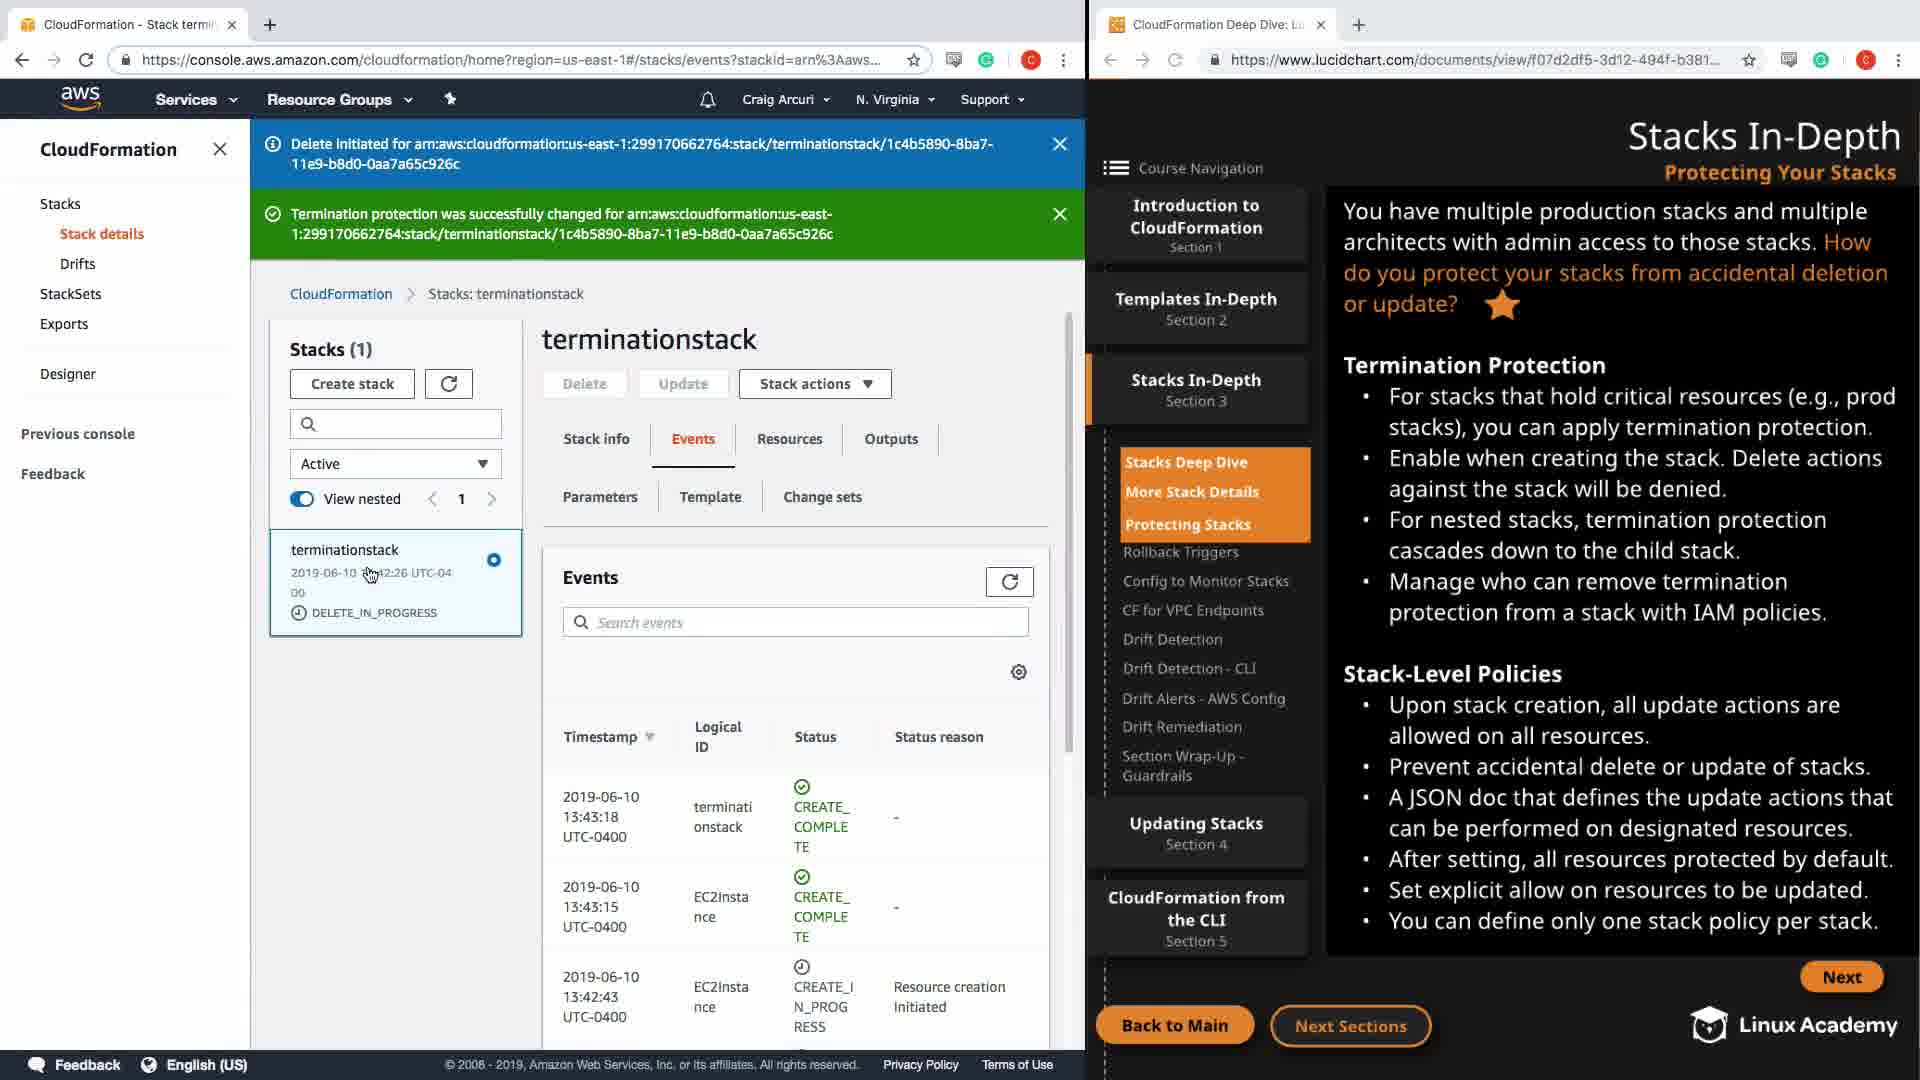 CloudFormation - Stack termin
https://console.aws.amazon.com/cloudformation/home?region=us-east-1#/stacks/events?stackId=arn%3Aaws...
C
aws
Services
Resource Groups
Craig Arcuri
N. Virginia
Support
CloudFormation
Stacks
Stack details
Drifts
StackSets
Exports
Designer
Previous console
Feedback
Delete initiated for arn:aws:cloudformation:us-east-1:299170662764:stack/terminationstack/1c4b5890-8ba7-
11e9-b8d0-0aa7a65c926c
Termination protection was successfully changed for arn:aws:cloudformation:us-east-
1:299170662764:stack/terminationstack/1c4b5890-8ba7-11e9-b8d0-0aa7a65c926c
CloudFormation
Stacks: terminationstack
Stacks (1)
Create stack
Active
View nested
1
terminationstack
2019-06-10 42:26 UTC-04
00
DELETE_IN_PROGRESS
terminationstack
Delete
Update
Stack actions
Stack info
Events
Resources
Outputs
Parameters
Template
Change sets
Events
Search events
Timestamp
Logical
ID
Status
Status reason
2019-06-10
13:43:18
UTC-0400
terminati
onstack
CREATE_
COMPLE
TE
-
2019-06-10
13:43:15
UTC-0400
EC2Insta
nce
CREATE_
COMPLE
TE
-
2019-06-10
13:42:43
UTC-0400
EC2Insta
nce
CREATE_I
N_PROG
RESS
Resource creation
Initiated
Feedback
English (US)
© 2008 - 2019, Amazon Web Services, Inc. or its affiliates. All rights reserved.
Privacy Policy
Terms of Use
CloudFormation Deep Dive: Lu
https://www.lucidchart.com/documents/view/f07d2df5-3d12-494f-b381...
C
Stacks In-Depth
Protecting Your Stacks
Course Navigation
Introduction to
CloudFormation
Section 1
Templates In-Depth
Section 2
Stacks In-Depth
Section 3
Stacks Deep Dive
More Stack Details
Protecting Stacks
Rollback Triggers
Config to Monitor Stacks
CF for VPC Endpoints
Drift Detection
Drift Detection - CLI
Drift Alerts - AWS Config
Drift Remediation
Section Wrap-Up -
Guardrails
Updating Stacks
Section 4
CloudFormation from
the CLI
Section 5
You have multiple production stacks and multiple
architects with admin access to those stacks. How
do you protect your stacks from accidental deletion
or update?
Termination Protection
• For stacks that hold critical resources (e.g., prod
stacks), you can apply termination protection.
• Enable when creating the stack. Delete actions
against the stack will be denied.
• For nested stacks, termination protection
cascades down to the child stack.
• Manage who can remove termination
protection from a stack with IAM policies.
Stack-Level Policies
• Upon stack creation, all update actions are
allowed on all resources.
• Prevent accidental delete or update of stacks.
• A JSON doc that defines the update actions that
can be performed on designated resources.
• After setting, all resources protected by default.
• Set explicit allow on resources to be updated.
• You can define only one stack policy per stack.
Next
Back to Main
Next Sections
Linux Academy